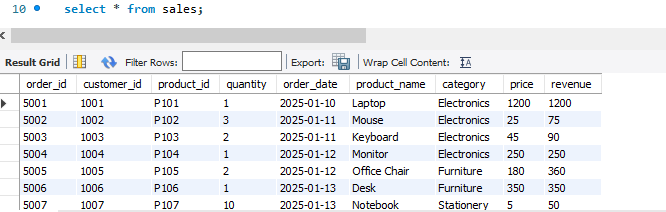 10 select * from sales;
Result Grid Filter Rows: Export: Wrap Cell Content: IA
order_id customer_id product_id quantity order_date product_name category price revenue
5001 1001 P101 1 2025-01-10 Laptop Electronics 1200 1200
5002 1002 P102 3 2025-01-11 Mouse Electronics 25 75
5003 1003 P103 2 2025-01-11 Keyboard Electronics 45 90
5004 1004 P104 1 2025-01-12 Monitor Electronics 250 250
5005 1005 P105 2 2025-01-12 Office Chair Furniture 180 360
5006 1006 P106 1 2025-01-13 Desk Furniture 350 350
5007 1007 P107 10 2025-01-13 Notebook Stationery 5 50